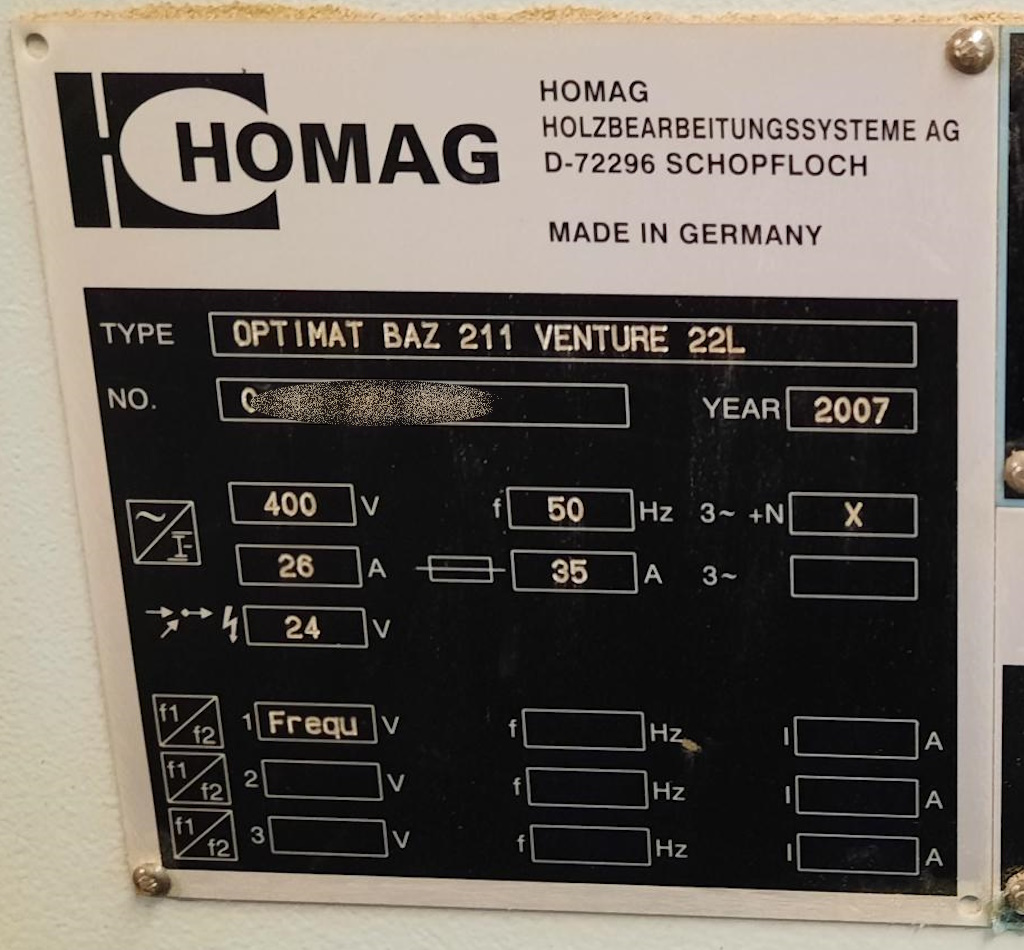 HOMAG
HOMAG
HOLZBEARBEITUNGSSYSTEME AG
D-72296 SCHOPFLOCH
MADE IN GERMANY
TYPE OPTIMAT BAZ 211 VENTURE 22L
NO. YEAR 2007
400 V f 50 Hz 3~ +N X
26 A 35 A 3~
24 V
f1/f2 1 Frequ V f Hz I A
f1/f2 2 V f Hz I A
f1/f2 3 V f Hz I A